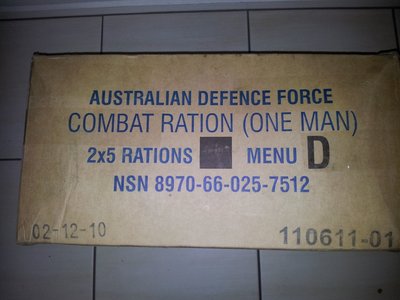 AUSTRALIAN DEFENCE FORCE
COMBAT RATION (ONE MAN)
2x5 RATIONS MENU D
NSN 8970-66-025-7512
02-12-10 110611-01